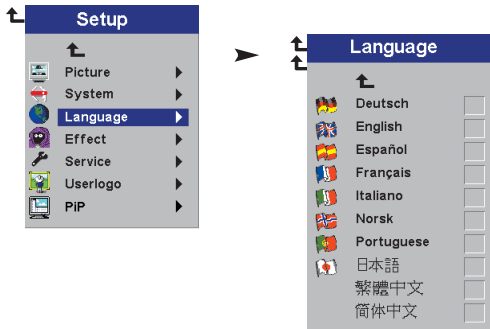 Setup
Picture
System
Language
Effect
Service
Userlogo
PiP
Language
Deutsch
English
Español
Français
Italiano
Norsk
Portuguese
日本語
繁體中文
简体中文